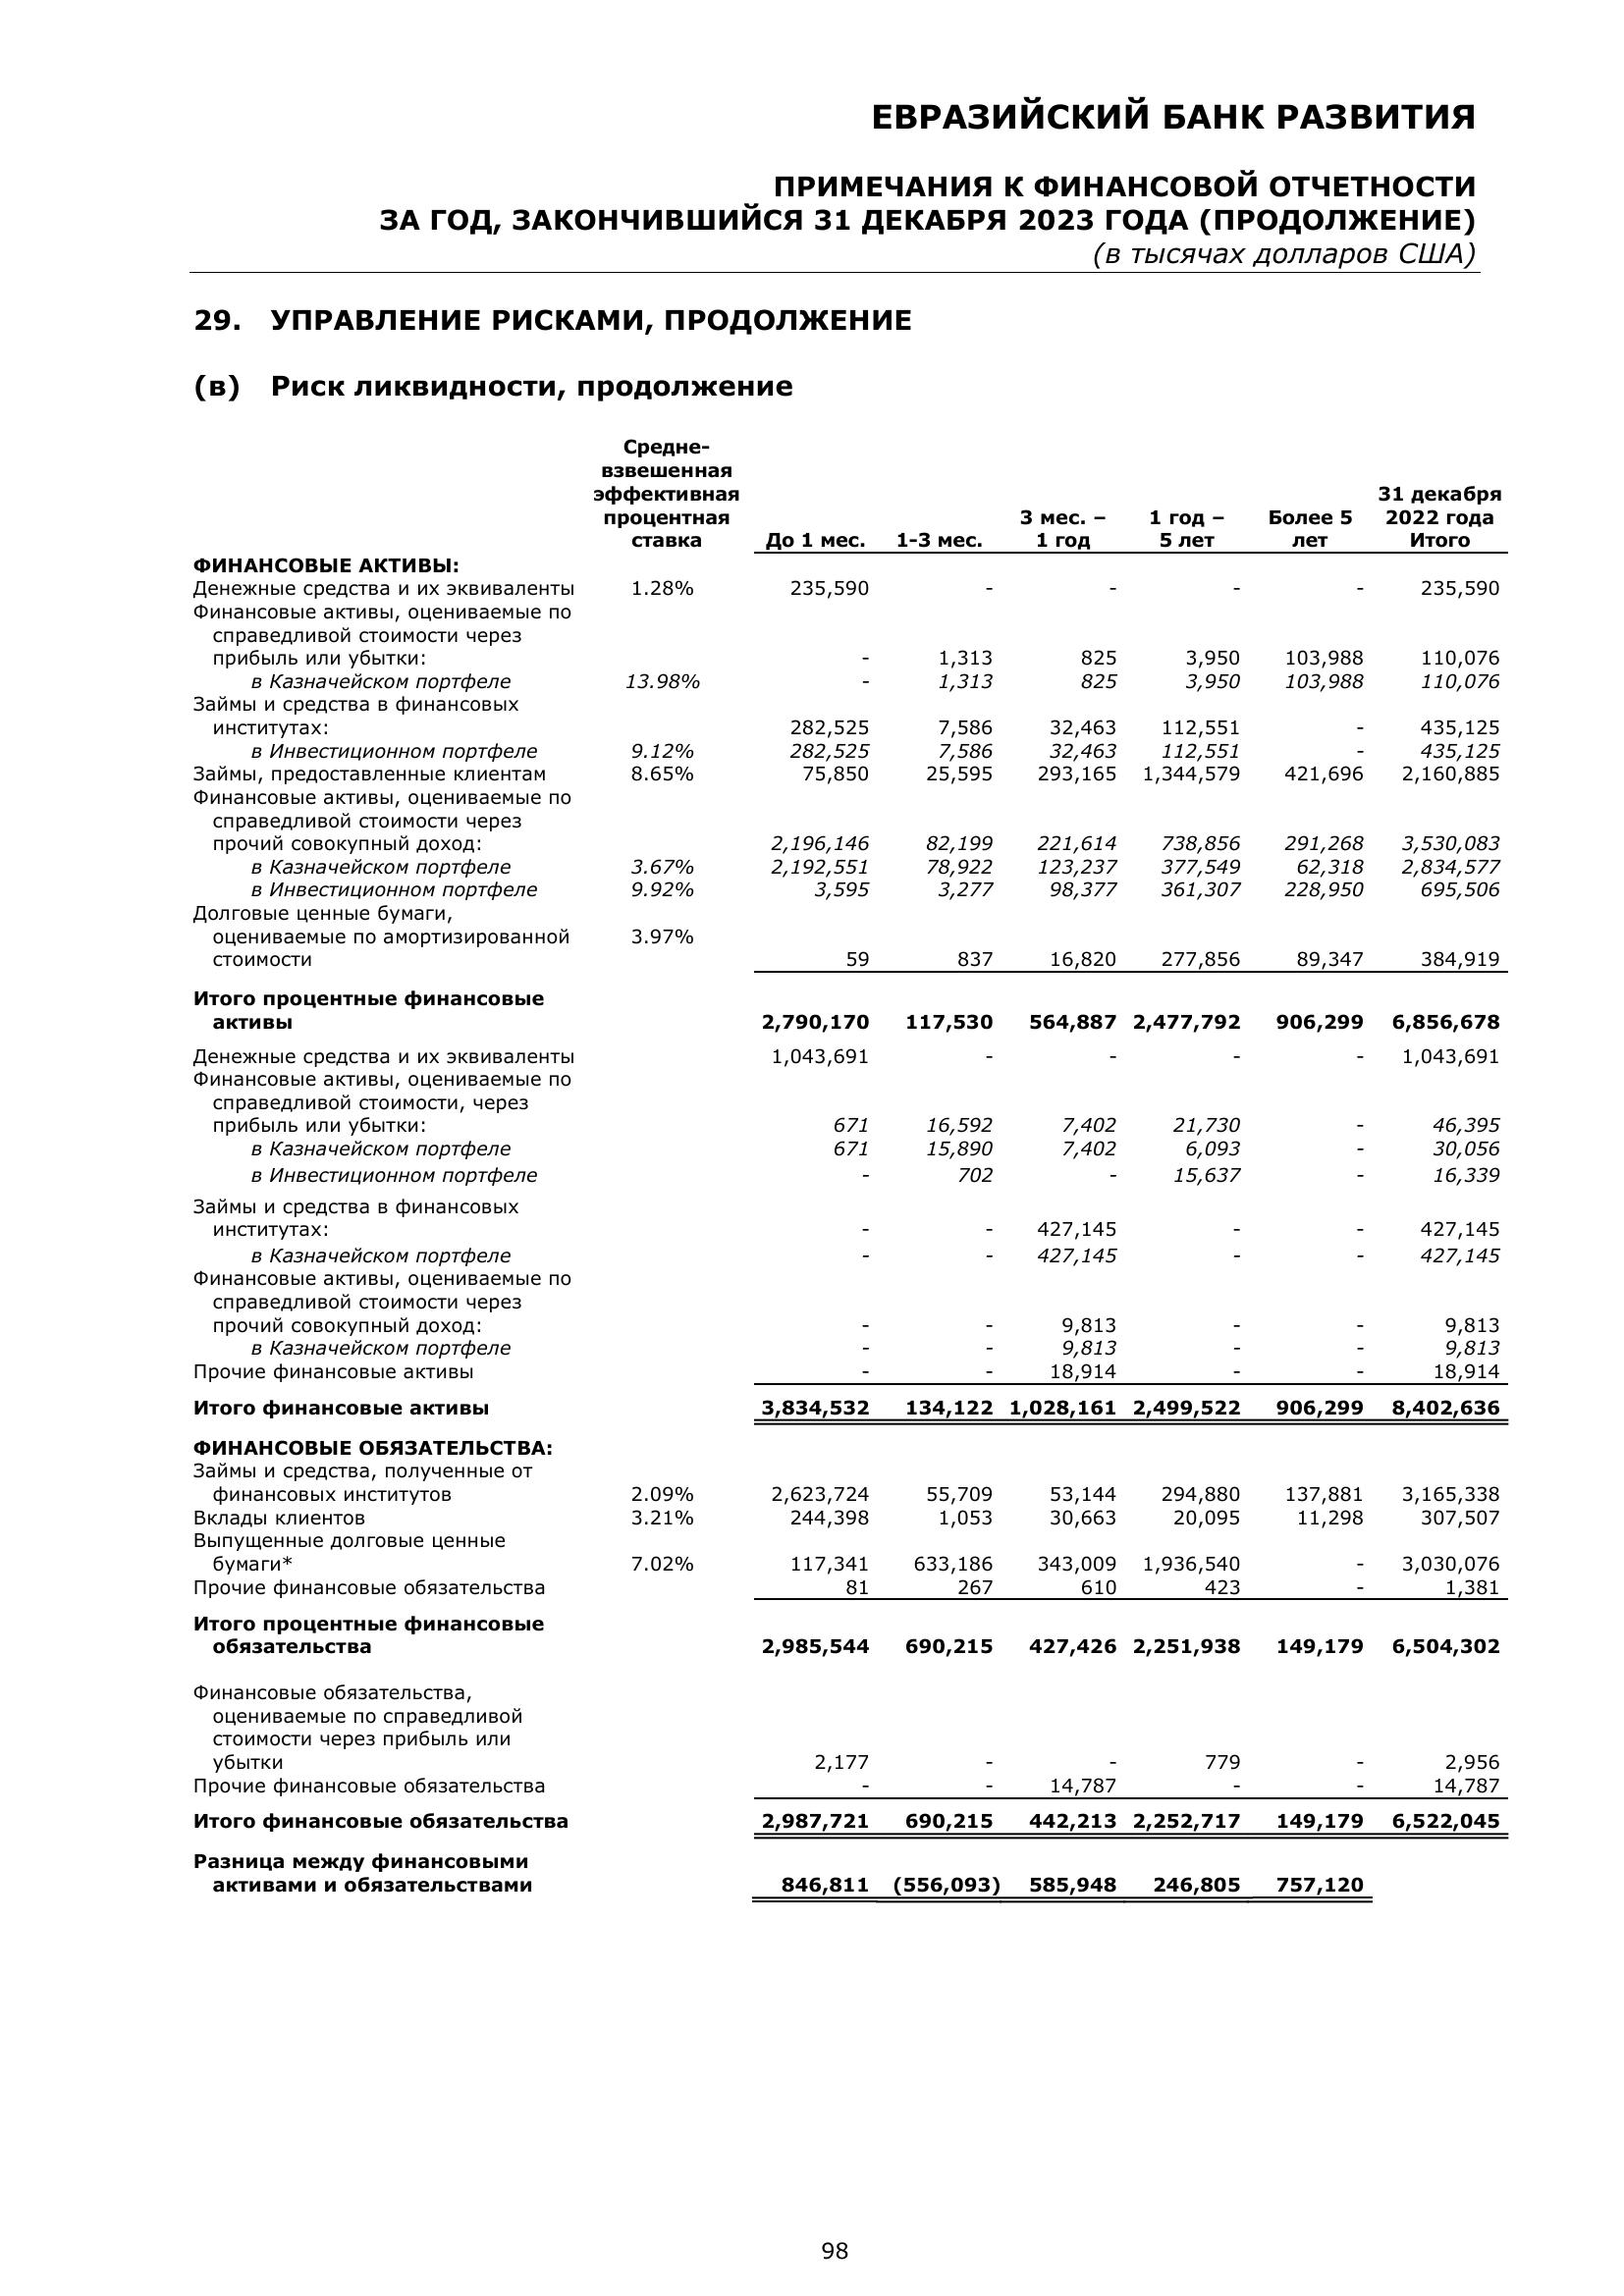 ЕВРАЗИЙСКИЙ БАНК РАЗВИТИЯ
ПРИМЕЧАНИЯ К ФИНАНСОВОЙ ОТЧЕТНОСТИ
ЗА ГОД, ЗАКОНЧИВШИЙСЯ 31 ДЕКАБРЯ 2023 ГОДА (ПРОДОЛЖЕНИЕ)
(в тысячах долларов США)
29. УПРАВЛЕНИЕ РИСКАМИ, ПРОДОЛЖЕНИЕ
(в) Риск ликвидности, продолжение
Средне-
взвешенная
эффективная 31 декабря
процентная 3 мес. – 1 год – Более 5 2022 года
ставка До 1 мес. 1-3 мес. 1 год 5 лет лет Итого
ФИНАНСОВЫЕ АКТИВЫ:
Денежные средства и их эквиваленты 1.28% 235,590 - - - - 235,590
Финансовые активы, оцениваемые по
справедливой стоимости через
прибыль или убытки: - 1,313 825 3,950 103,988 110,076
в Казначейском портфеле 13.98% - 1,313 825 3,950 103,988 110,076
Займы и средства в финансовых
институтах: 282,525 7,586 32,463 112,551 - 435,125
в Инвестиционном портфеле 9.12% 282,525 7,586 32,463 112,551 - 435,125
Займы, предоставленные клиентам 8.65% 75,850 25,595 293,165 1,344,579 421,696 2,160,885
Финансовые активы, оцениваемые по
справедливой стоимости через
прочий совокупный доход: 2,196,146 82,199 221,614 738,856 291,268 3,530,083
в Казначейском портфеле 3.67% 2,192,551 78,922 123,237 377,549 62,318 2,834,577
в Инвестиционном портфеле 9.92% 3,595 3,277 98,377 361,307 228,950 695,506
Долговые ценные бумаги,
оцениваемые по амортизированной 3.97%
стоимости 59 837 16,820 277,856 89,347 384,919
Итого процентные финансовые
активы 2,790,170 117,530 564,887 2,477,792 906,299 6,856,678
Денежные средства и их эквиваленты 1,043,691 - - - - 1,043,691
Финансовые активы, оцениваемые по
справедливой стоимости, через
прибыль или убытки: 671 16,592 7,402 21,730 - 46,395
в Казначейском портфеле 671 15,890 7,402 6,093 - 30,056
в Инвестиционном портфеле - 702 - 15,637 - 16,339
Займы и средства в финансовых
институтах: - - 427,145 - - 427,145
в Казначейском портфеле - - 427,145 - - 427,145
Финансовые активы, оцениваемые по
справедливой стоимости через
прочий совокупный доход: - - 9,813 - - 9,813
в Казначейском портфеле - - 9,813 - - 9,813
Прочие финансовые активы - - 18,914 - - 18,914
Итого финансовые активы 3,834,532 134,122 1,028,161 2,499,522 906,299 8,402,636
ФИНАНСОВЫЕ ОБЯЗАТЕЛЬСТВА:
Займы и средства, полученные от
финансовых институтов 2.09% 2,623,724 55,709 53,144 294,880 137,881 3,165,338
Вклады клиентов 3.21% 244,398 1,053 30,663 20,095 11,298 307,507
Выпущенные долговые ценные
бумаги* 7.02% 117,341 633,186 343,009 1,936,540 - 3,030,076
Прочие финансовые обязательства 81 267 610 423 - 1,381
Итого процентные финансовые
обязательства 2,985,544 690,215 427,426 2,251,938 149,179 6,504,302
Финансовые обязательства,
оцениваемые по справедливой
стоимости через прибыль или
убытки 2,177 - - 779 - 2,956
Прочие финансовые обязательства - - 14,787 - - 14,787
Итого финансовые обязательства 2,987,721 690,215 442,213 2,252,717 149,179 6,522,045
Разница между финансовыми
активами и обязательствами 846,811 (556,093) 585,948 246,805 757,120
98